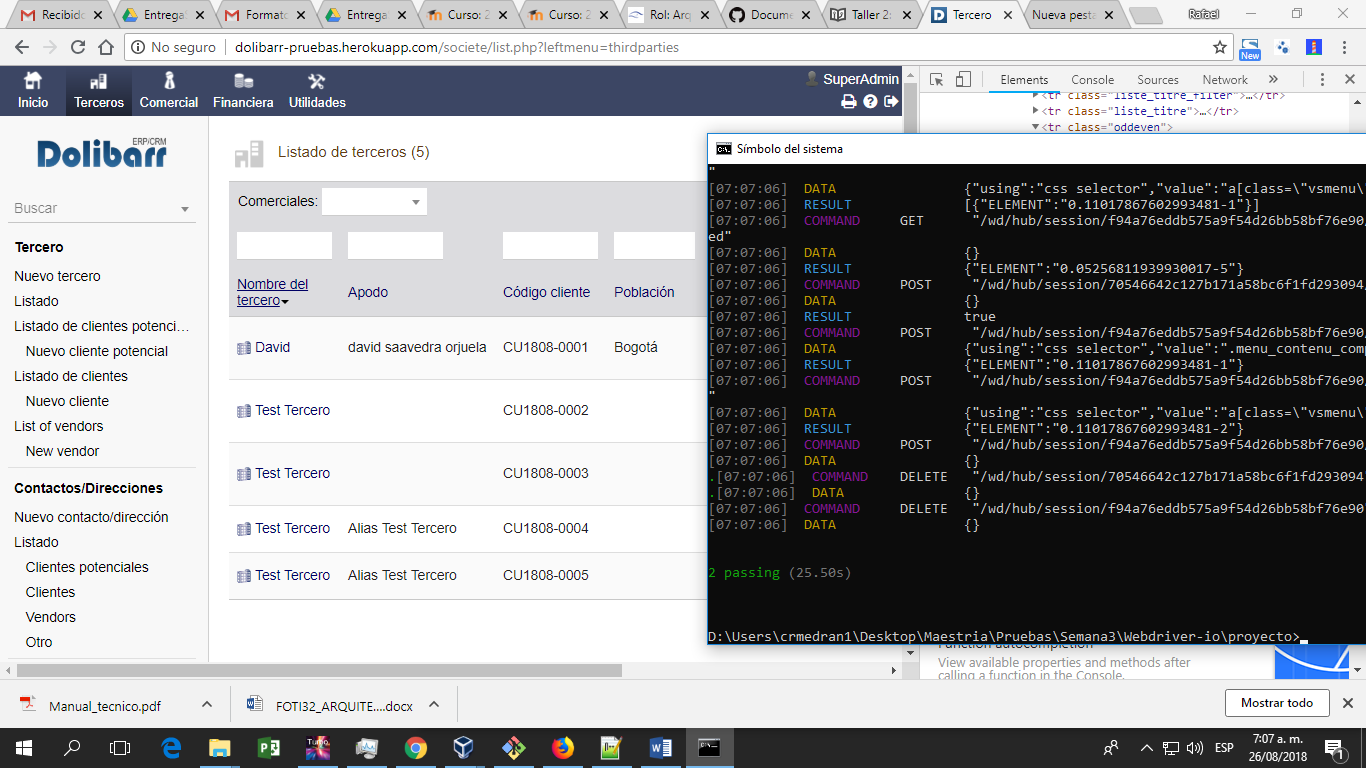 Recibido
EntregaS
Formato
Entrega
Curso: 2
Curso: 2
Rol: Arq
Docume
Taller 2:
Tercero
Nueva pesta
Rafael
No seguro
dolibarr-pruebas.herokuapp.com/societe/list.php?leftmenu=thirdparties
New
Inicio
Terceros
Comercial
Financiera
Utilidades
SuperAdmin
Elements
Console
Sources
Network
»
<tr class="liste_titre_filter">…</tr>
<tr class="liste_titre">…</tr>
<tr class="oddeven">
Dolibarr ERP/CRM
Buscar
Tercero
Nuevo tercero
Listado
Listado de clientes potenci…
Nuevo cliente potencial
Listado de clientes
Nuevo cliente
List of vendors
New vendor
Contactos/Direcciones
Nuevo contacto/dirección
Listado
Clientes potenciales
Clientes
Vendors
Otro
Listado de terceros (5)
Comerciales:
Nombre del
tercero
Apodo
Código cliente
Población
David
david saavedra orjuela
CU1808-0001
Bogotá
Test Tercero
CU1808-0002
Test Tercero
CU1808-0003
Test Tercero
Alias Test Tercero
CU1808-0004
Test Tercero
Alias Test Tercero
CU1808-0005
Símbolo del sistema
"
[07:07:06] DATA {"using":"css selector","value":"a[class=\"vsmenu\
[07:07:06] RESULT [{"ELEMENT":"0.11017867602993481-1"}]
[07:07:06] COMMAND GET "/wd/hub/session/f94a76eddb575a9f54d26bb58bf76e90
ed"
[07:07:06] DATA {}
[07:07:06] RESULT {"ELEMENT":"0.05256811939930017-5"}
[07:07:06] COMMAND POST "/wd/hub/session/70546642c127b171a58bc6f1fd293094
[07:07:06] DATA {}
[07:07:06] RESULT true
[07:07:06] COMMAND POST "/wd/hub/session/f94a76eddb575a9f54d26bb58bf76e90
[07:07:06] DATA {"using":"css selector","value":".menu_contenu_com
[07:07:06] RESULT {"ELEMENT":"0.11017867602993481-1"}
[07:07:06] COMMAND POST "/wd/hub/session/f94a76eddb575a9f54d26bb58bf76e90
"
[07:07:06] DATA {"using":"css selector","value":"a[class=\"vsmenu\
[07:07:06] RESULT {"ELEMENT":"0.11017867602993481-2"}
[07:07:06] COMMAND POST "/wd/hub/session/f94a76eddb575a9f54d26bb58bf76e90
[07:07:06] DATA {}
.[07:07:06] COMMAND DELETE "/wd/hub/session/70546642c127b171a58bc6f1fd293094
.[07:07:06] DATA {}
[07:07:06] COMMAND DELETE "/wd/hub/session/f94a76eddb575a9f54d26bb58bf76e90
[07:07:06] DATA {}
2 passing (25.50s)
D:\Users\crmedran1\Desktop\Maestria\Pruebas\Semana3\Webdriver-io\proyecto>
Function autocompletion
View available properties and methods after
calling a function in the Console.
Manual_tecnico.pdf
FOTI32_ARQUITE....docx
Mostrar todo
ESP
7:07 a. m.
26/08/2018
1